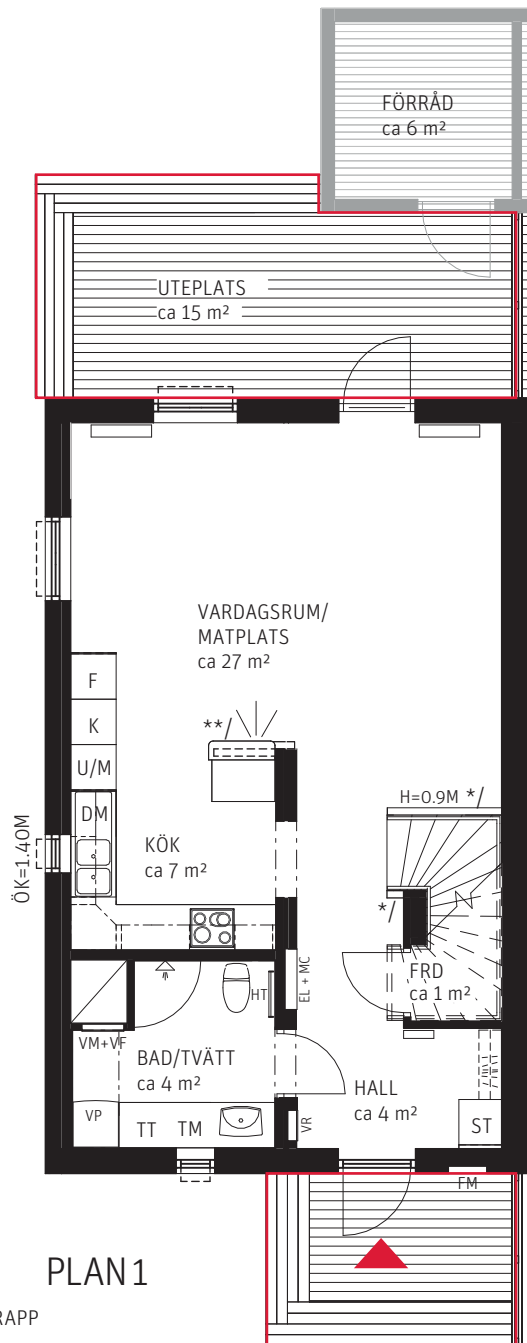 FÖRRÅD
ca 6 m²
UTEPLATS
ca 15 m²
VARDAGSRUM/
MATPLATS
ca 27 m²
F
K
**/
U/M
DM
H=0.9M */
KÖK
ca 7 m²
ÖK=1.40M
*/
FRD
ca 1 m²
EL + MC
HT
VM+VF
BAD/TVÄTT
ca 4 m²
HALL
ca 4 m²
VP
TT TM
VR
ST
FM
PLAN 1
RAPP